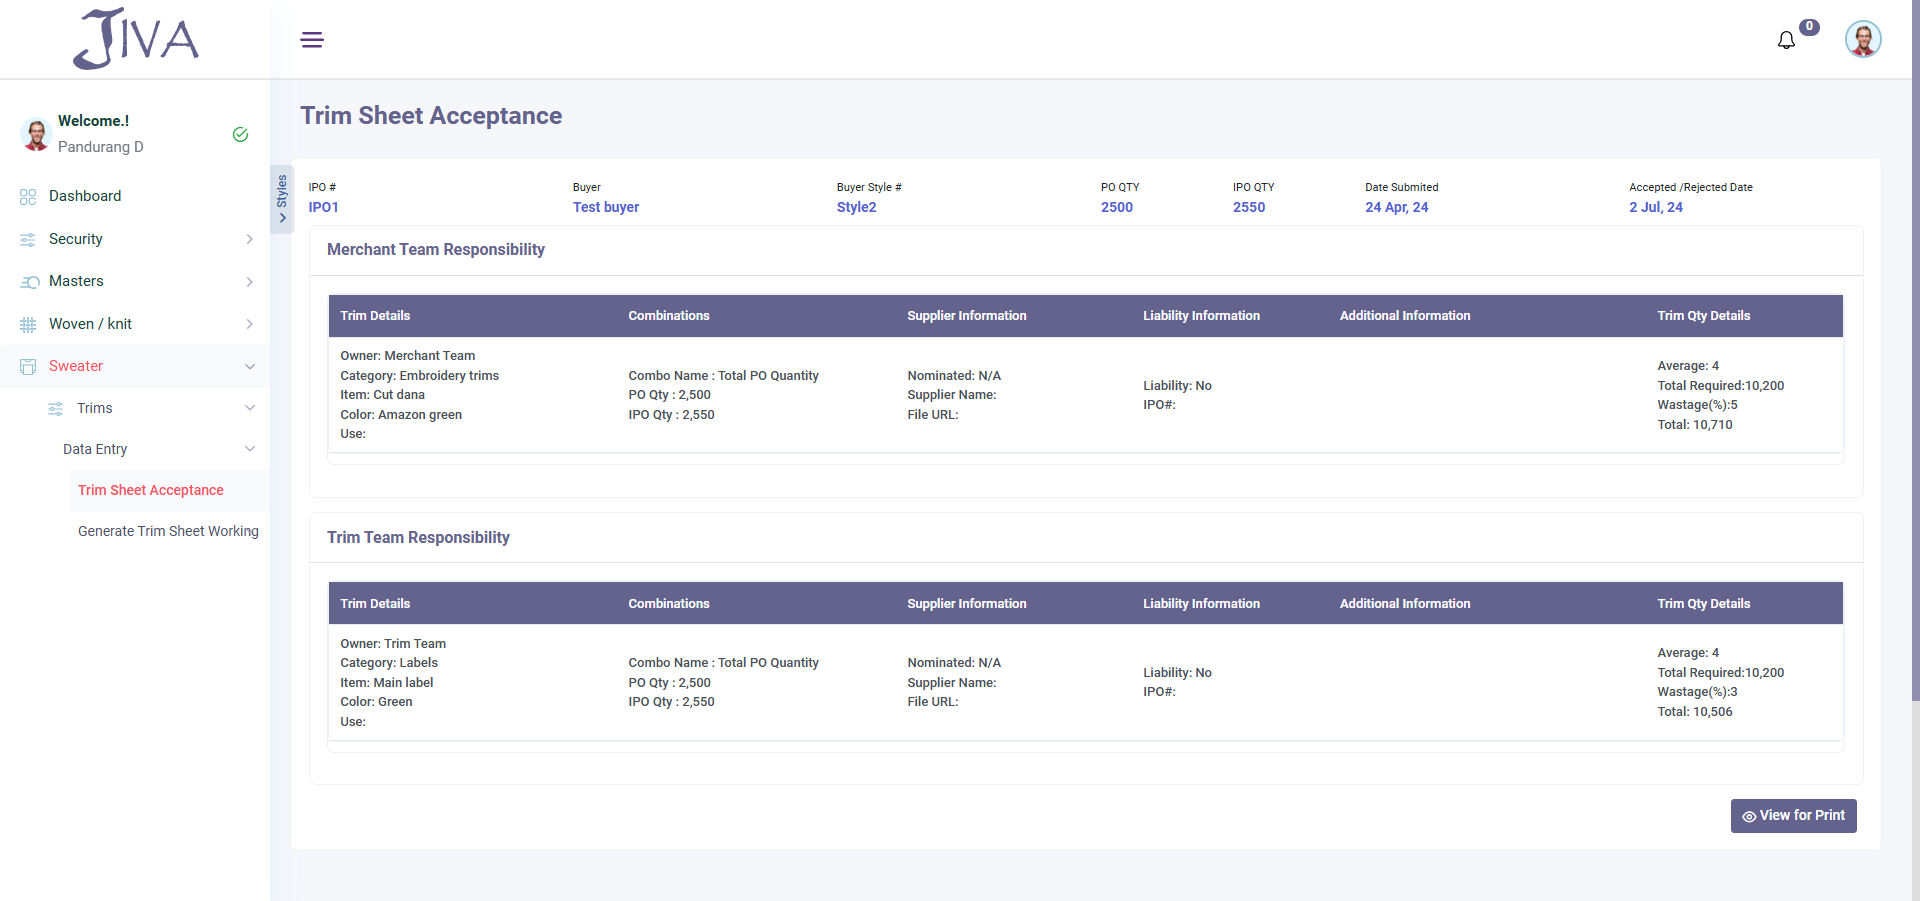 JIVA
0
Welcome.!
Pandurang D
Dashboard
Security
Masters
Woven / knit
Sweater
Trims
Data Entry
Trim Sheet Acceptance
Generate Trim Sheet Working
Styles
Trim Sheet Acceptance
IPO # Buyer Buyer Style # PO QTY IPO QTY Date Submited Accepted /Rejected Date
IPO1 Test buyer Style2 2500 2550 24 Apr, 24 2 Jul, 24
Merchant Team Responsibility
Trim Details Combinations Supplier Information Liability Information Additional Information Trim Qty Details
Owner: Merchant Team
Category: Embroidery trims
Item: Cut dana
Color: Amazon green
Use:
Combo Name : Total PO Quantity
PO Qty : 2,500
IPO Qty : 2,550
Nominated: N/A
Supplier Name:
File URL:
Liability: No
IPO#:
Average: 4
Total Required:10,200
Wastage(%):5
Total: 10,710
Trim Team Responsibility
Trim Details Combinations Supplier Information Liability Information Additional Information Trim Qty Details
Owner: Trim Team
Category: Labels
Item: Main label
Color: Green
Use:
Combo Name : Total PO Quantity
PO Qty : 2,500
IPO Qty : 2,550
Nominated: N/A
Supplier Name:
File URL:
Liability: No
IPO#:
Average: 4
Total Required:10,200
Wastage(%):3
Total: 10,506
View for Print